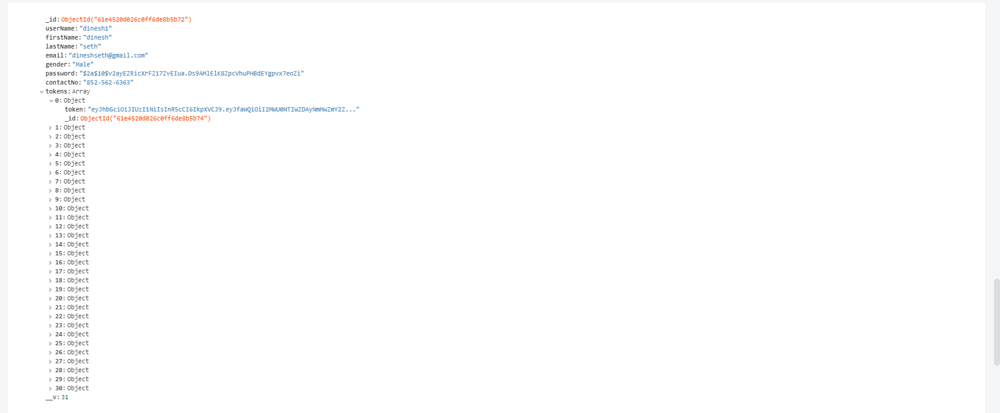 _id: ObjectId("61e4520d026c0ff6de8b5b72")
userName: "dinesh1"
firstName: "dinesh"
lastName: "seth"
email: "dineshseth@gmail.com"
gender: "Male"
password: "$2a$10$v2ayEZRicXrFZ17ZvEIua.Ds9AMlElK8ZpcVhuPHBdEYgpvx7eoZi"
contactNo: "852-562-6363"
tokens: Array
0: Object
token: "eyJhbGciOiJIUzI1NiIsInR5cCI6IkpXVCJ9.eyJfaWQiOiI2MWU0NTIwZDAyNmMwZmY2Z..."
_id: ObjectId("61e4520d026c0ff6de8b5b74")
1: Object
2: Object
3: Object
4: Object
5: Object
6: Object
7: Object
8: Object
9: Object
10: Object
11: Object
12: Object
13: Object
14: Object
15: Object
16: Object
17: Object
18: Object
19: Object
20: Object
21: Object
22: Object
23: Object
24: Object
25: Object
26: Object
27: Object
28: Object
29: Object
30: Object
__v: 31